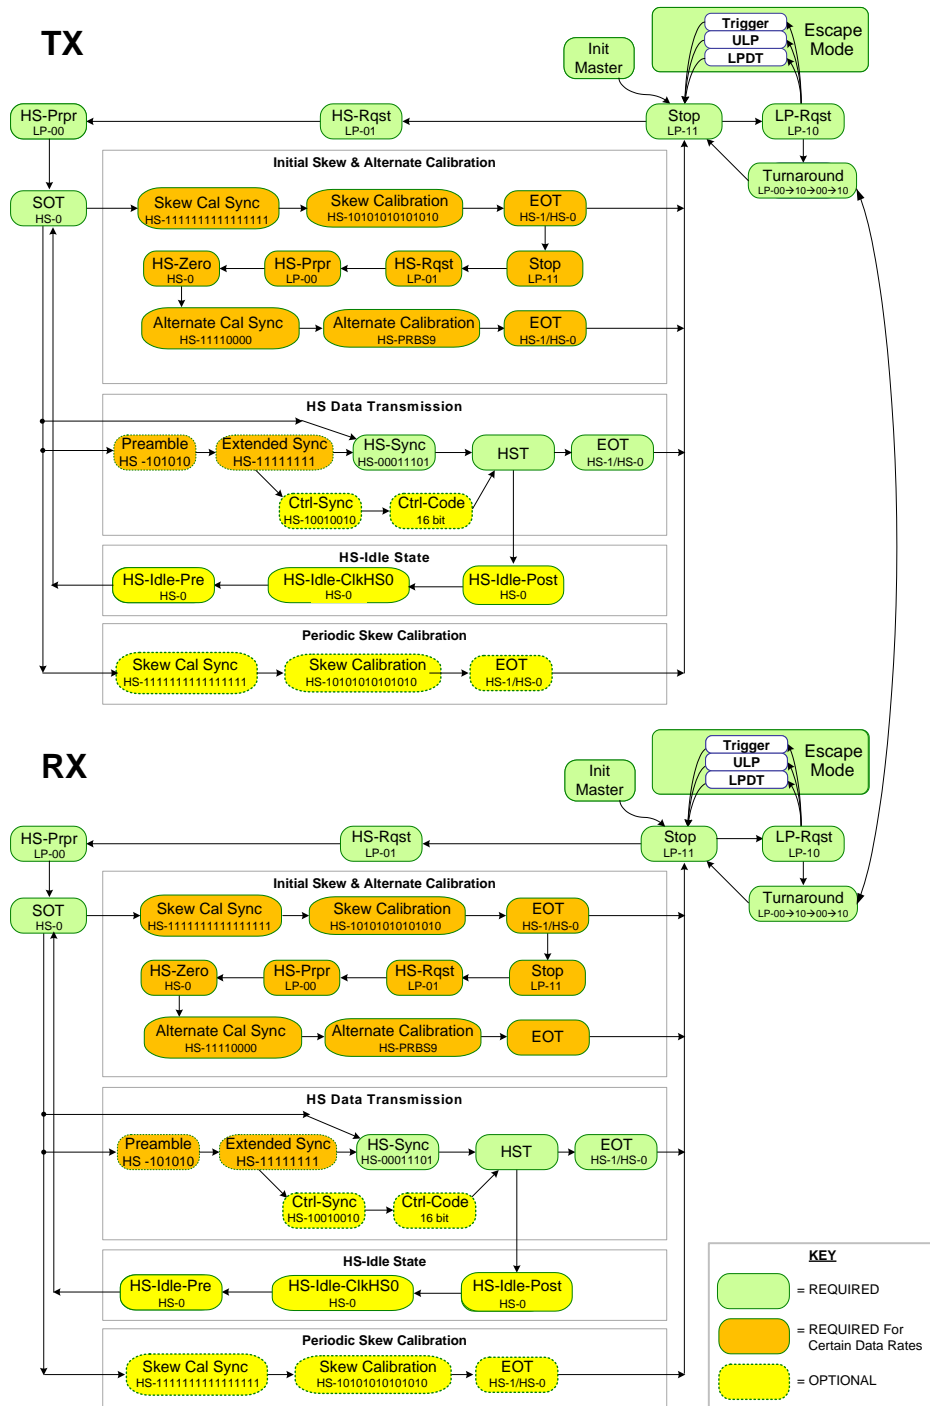 TX
Trigger
ULP
LPDT
Escape
Mode
Init
Master
HS-Prpr
LP-00
HS-Rqst
LP-01
Stop
LP-11
LP-Rqst
LP-10
Turnaround
LP-00→10→00→10
Initial Skew & Alternate Calibration
SOT
HS-0
Skew Cal Sync
HS-1111111111111111
Skew Calibration
HS-10101010101010
EOT
HS-1/HS-0
HS-Zero
HS-0
HS-Prpr
LP-00
HS-Rqst
LP-01
Stop
LP-11
Alternate Cal Sync
HS-11110000
Alternate Calibration
HS-PRBS9
EOT
HS-1/HS-0
HS Data Transmission
Preamble
HS -101010
Extended Sync
HS-11111111
HS-Sync
HS-00011101
HST
EOT
HS-1/HS-0
Ctrl-Sync
HS-10010010
Ctrl-Code
16 bit
HS-Idle State
HS-Idle-Pre
HS-0
HS-Idle-ClkHS0
HS-0
HS-Idle-Post
HS-0
Periodic Skew Calibration
Skew Cal Sync
HS-1111111111111111
Skew Calibration
HS-10101010101010
EOT
HS-1/HS-0
RX
Trigger
ULP
LPDT
Escape
Mode
Init
Master
HS-Prpr
LP-00
HS-Rqst
LP-01
Stop
LP-11
LP-Rqst
LP-10
Turnaround
LP-00→10→00→10
Initial Skew & Alternate Calibration
SOT
HS-0
Skew Cal Sync
HS-1111111111111111
Skew Calibration
HS-10101010101010
EOT
HS-1/HS-0
HS-Zero
HS-0
HS-Prpr
LP-00
HS-Rqst
LP-01
Stop
LP-11
Alternate Cal Sync
HS-11110000
Alternate Calibration
HS-PRBS9
EOT
HS Data Transmission
Preamble
HS -101010
Extended Sync
HS-11111111
HS-Sync
HS-00011101
HST
EOT
HS-1/HS-0
Ctrl-Sync
HS-10010010
Ctrl-Code
16 bit
HS-Idle State
HS-Idle-Pre
HS-0
HS-Idle-ClkHS0
HS-0
HS-Idle-Post
HS-0
Periodic Skew Calibration
Skew Cal Sync
HS-1111111111111111
Skew Calibration
HS-10101010101010
EOT
HS-1/HS-0
KEY
= REQUIRED
= REQUIRED For
Certain Data Rates
= OPTIONAL